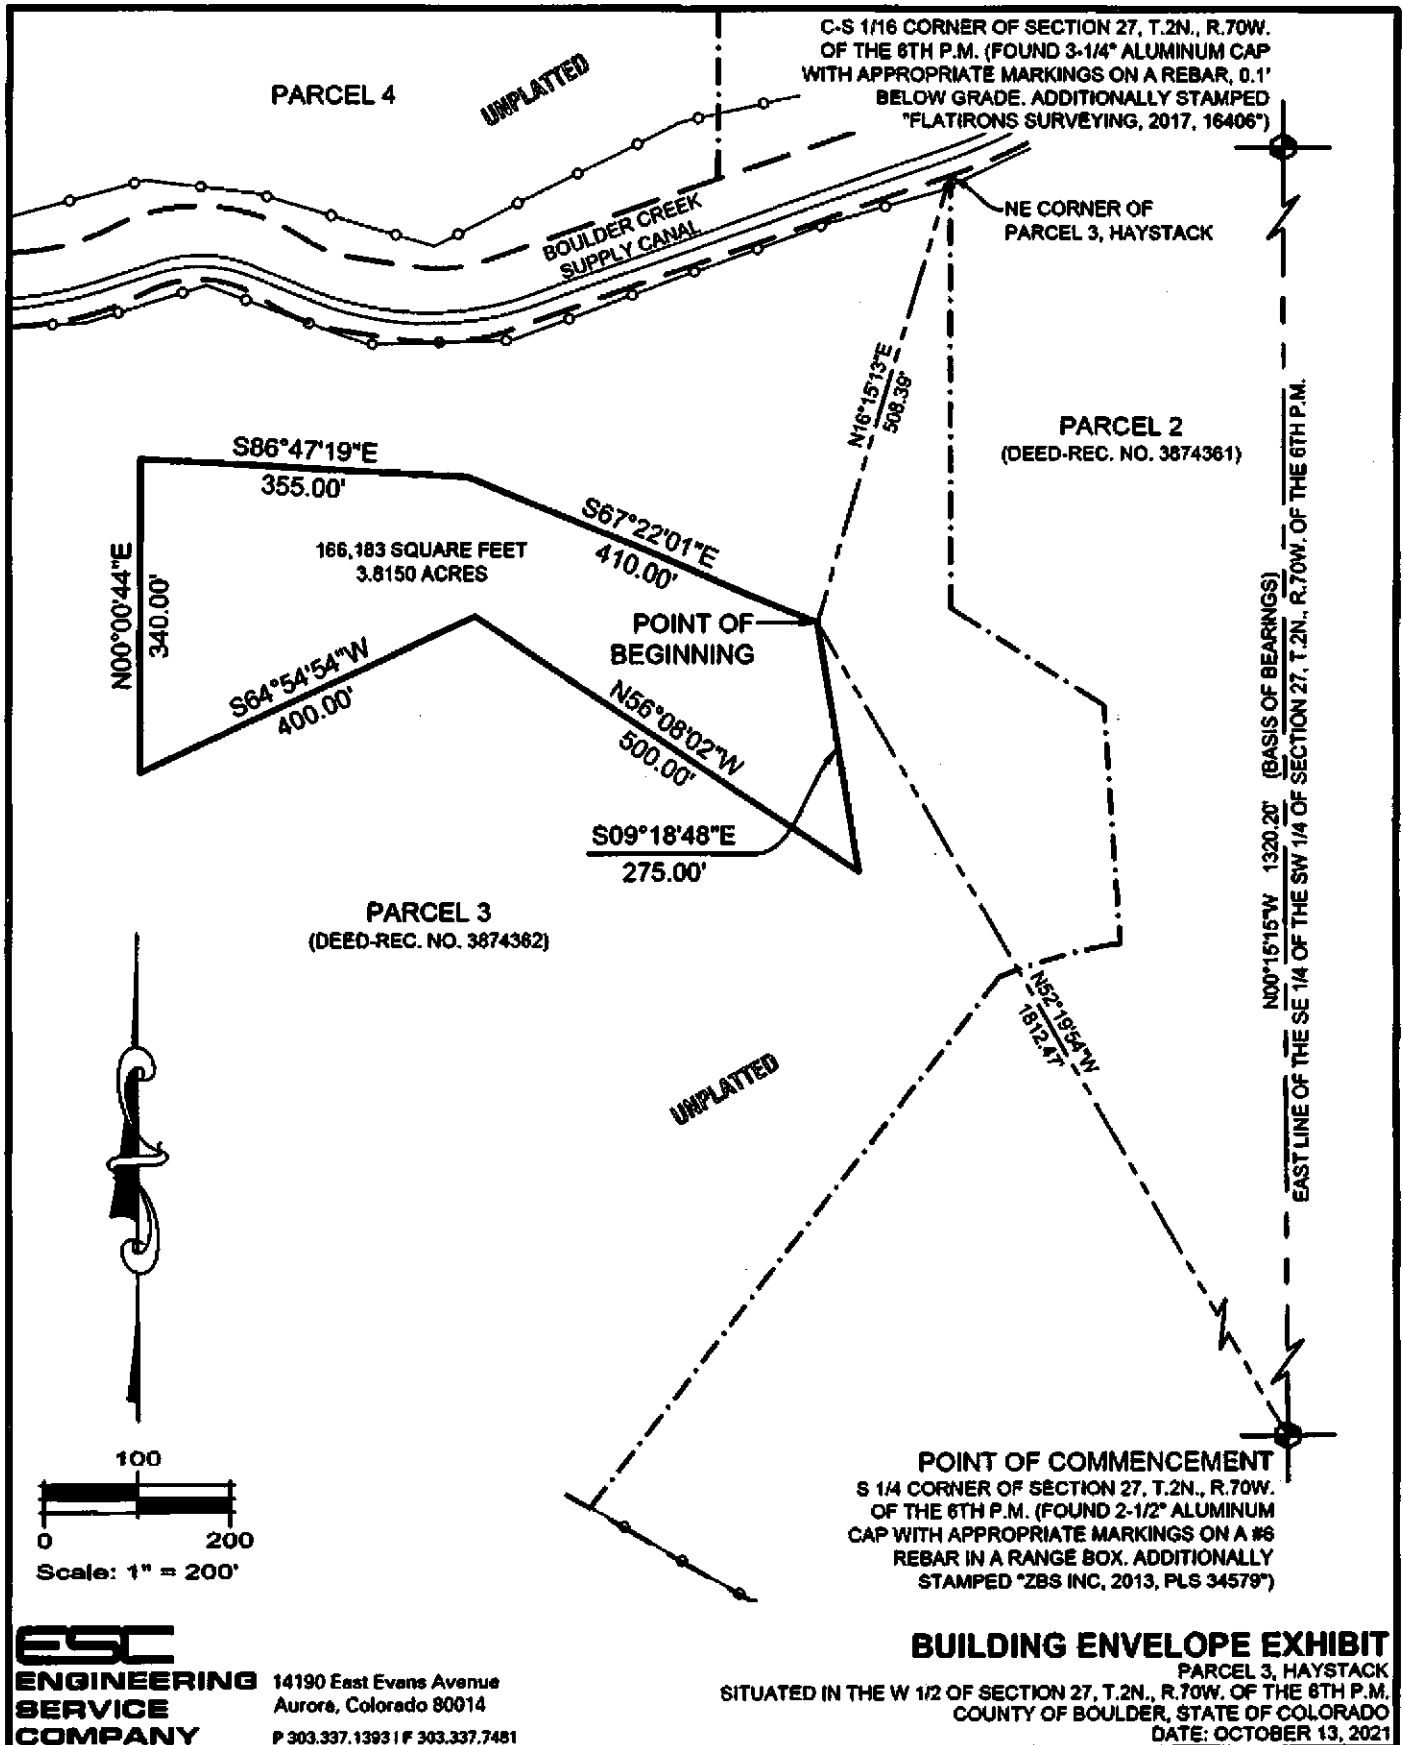 C-S 1/16 CORNER OF SECTION 27, T.2N., R.70W.
OF THE 6TH P.M. (FOUND 3-1/4" ALUMINUM CAP
WITH APPROPRIATE MARKINGS ON A REBAR, 0.1'
BELOW GRADE. ADDITIONALLY STAMPED
"FLATIRONS SURVEYING, 2017, 16406")
PARCEL 4
UNPLATTED
NE CORNER OF
PARCEL 3, HAYSTACK
BOULDER CREEK
SUPPLY CANAL
N16°15'13"E
508.39'
PARCEL 2
(DEED-REC. NO. 3874361)
S86°47'19"E
355.00'
S67°22'01"E
410.00'
166,183 SQUARE FEET
3.8150 ACRES
N00°00'44"E
340.00'
POINT OF
BEGINNING
S64°54'54"W
400.00'
N56°08'02"W
500.00'
S09°18'48"E
275.00'
PARCEL 3
(DEED-REC. NO. 3874362)
N00°15'15"W 1320.20' (BASIS OF BEARINGS)
EAST LINE OF THE SE 1/4 OF THE SW 1/4 OF SECTION 27, T.2N., R.70W. OF THE 6TH P.M.
N52°19'54"W
1812.47'
UNPLATTED
100
0 200
Scale: 1" = 200'
POINT OF COMMENCEMENT
S 1/4 CORNER OF SECTION 27, T.2N., R.70W.
OF THE 6TH P.M. (FOUND 2-1/2" ALUMINUM
CAP WITH APPROPRIATE MARKINGS ON A #6
REBAR IN A RANGE BOX. ADDITIONALLY
STAMPED "ZBS INC, 2013, PLS 34579")
ESC
ENGINEERING
SERVICE
COMPANY
14190 East Evans Avenue
Aurora, Colorado 80014
P 303.337.1393 | F 303.337.7481
BUILDING ENVELOPE EXHIBIT
PARCEL 3, HAYSTACK
SITUATED IN THE W 1/2 OF SECTION 27, T.2N., R.70W. OF THE 6TH P.M.
COUNTY OF BOULDER, STATE OF COLORADO
DATE: OCTOBER 13, 2021